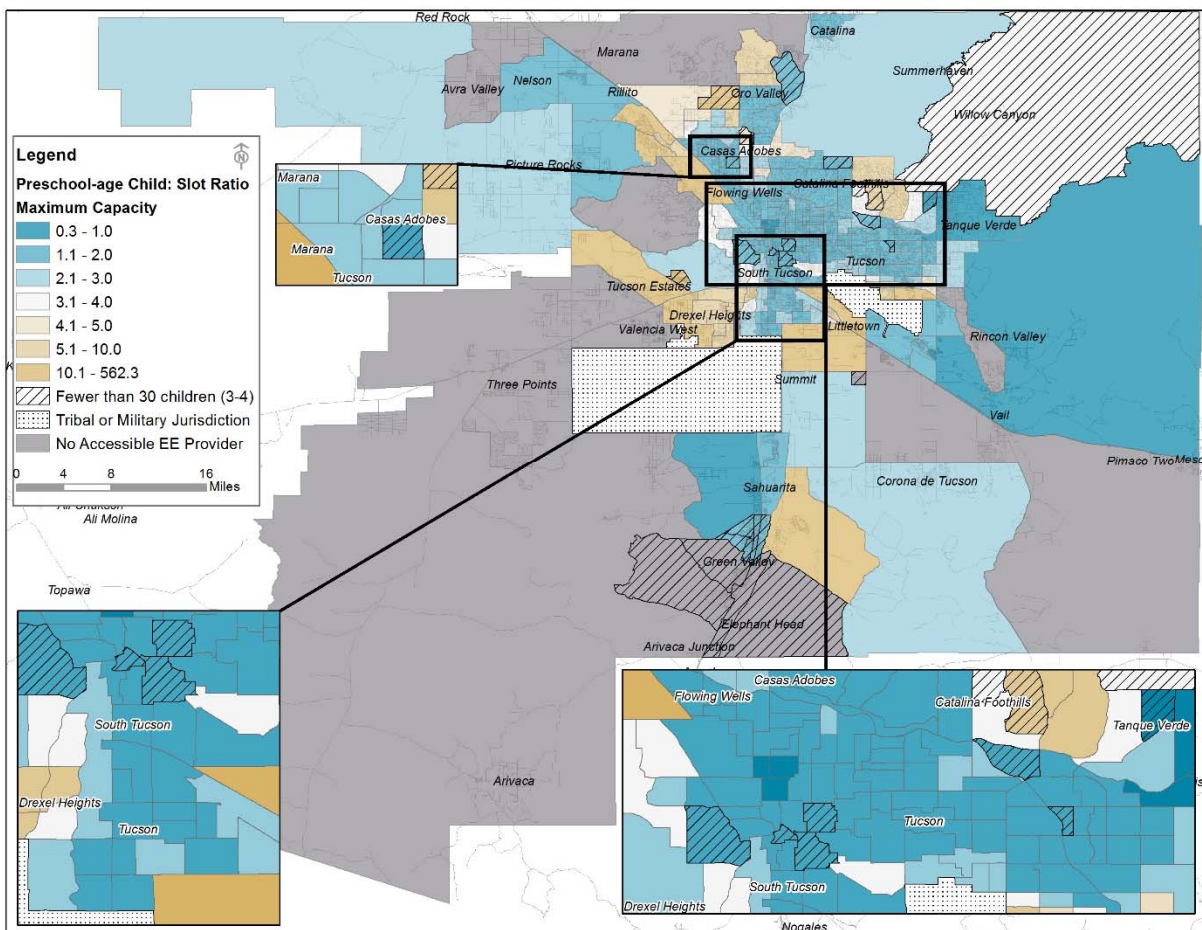 Red Rock
Catalina
Marana
Summerhaven
Nelson
Avra Valley
Rillito
Oro Valley
Willow Canyon
Legend
N
Preschool-age Child: Slot Ratio
Maximum Capacity
0.3 - 1.0
1.1 - 2.0
2.1 - 3.0
3.1 - 4.0
4.1 - 5.0
5.1 - 10.0
10.1 - 562.3
Fewer than 30 children (3-4)
Tribal or Military Jurisdiction
No Accessible EE Provider
0 4 8 16
Miles
Casas Adobes
Picture Rocks
Marana
Casas Adobes
Marana
Tucson
Flowing Wells
Catalina Foothills
Tanque Verde
Tucson
South Tucson
Tucson Estates
Drexel Heights
Valencia West
Littletown
Rincon Valley
Three Points
Summit
Vail
Pimaco Two
Corona de Tucson
Sahuarita
Ali Molina
Green Valley
Topawa
Elephant Head
Arivaca Junction
Arivaca
South Tucson
Drexel Heights
Tucson
Casas Adobes
Flowing Wells
Catalina Foothills
Tanque Verde
Tucson
South Tucson
Drexel Heights
Nogales